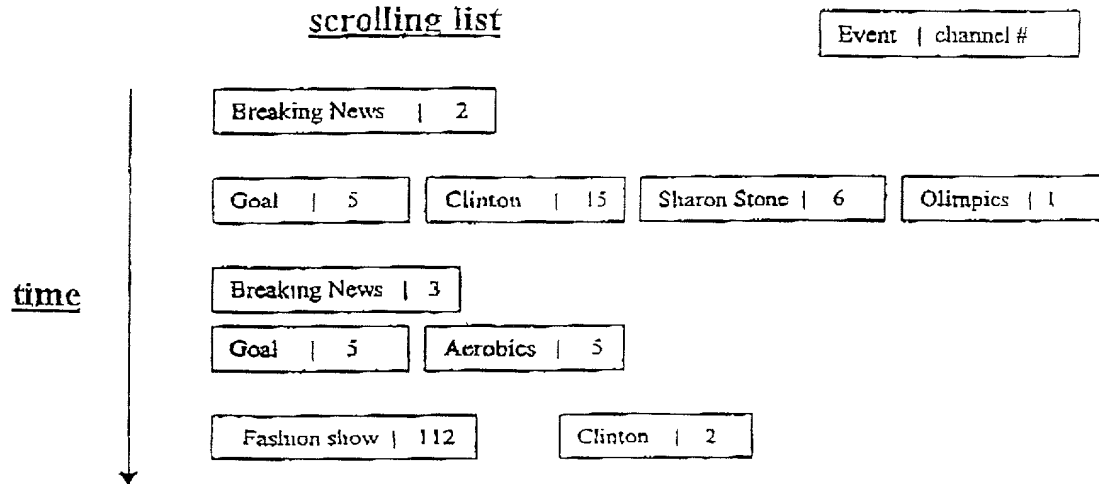 scrolling list
Event | channel #
Breaking News | 2
Goal | 5 Clinton | 15 Sharon Stone | 6 Olimpics | 1
time
Breaking News | 3
Goal | 5 Aerobics | 5
Fashion show | 112 Clinton | 2